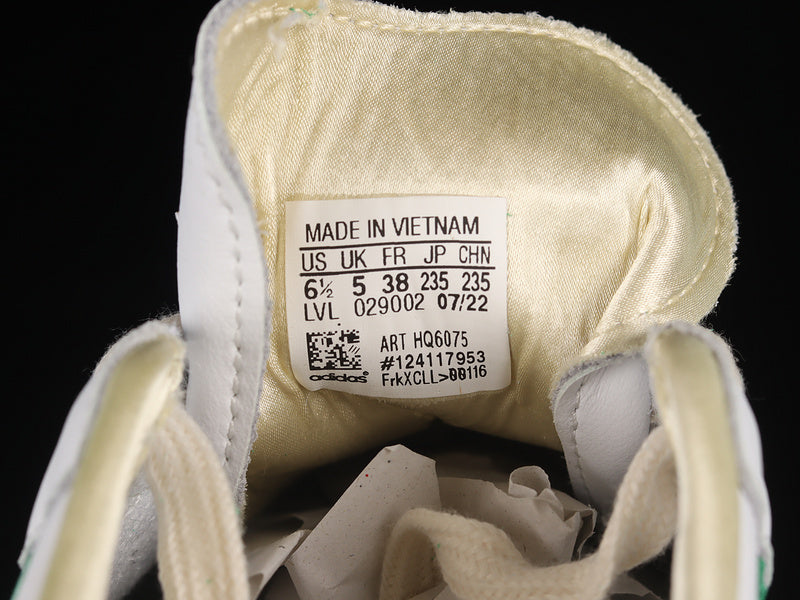 MADE IN VIETNAM
US UK FR JP CHN
6½ 5 38 235 235
LVL 029002 07/22
ART HQ6075
#124117953
adidas® FrkXCLL>00116